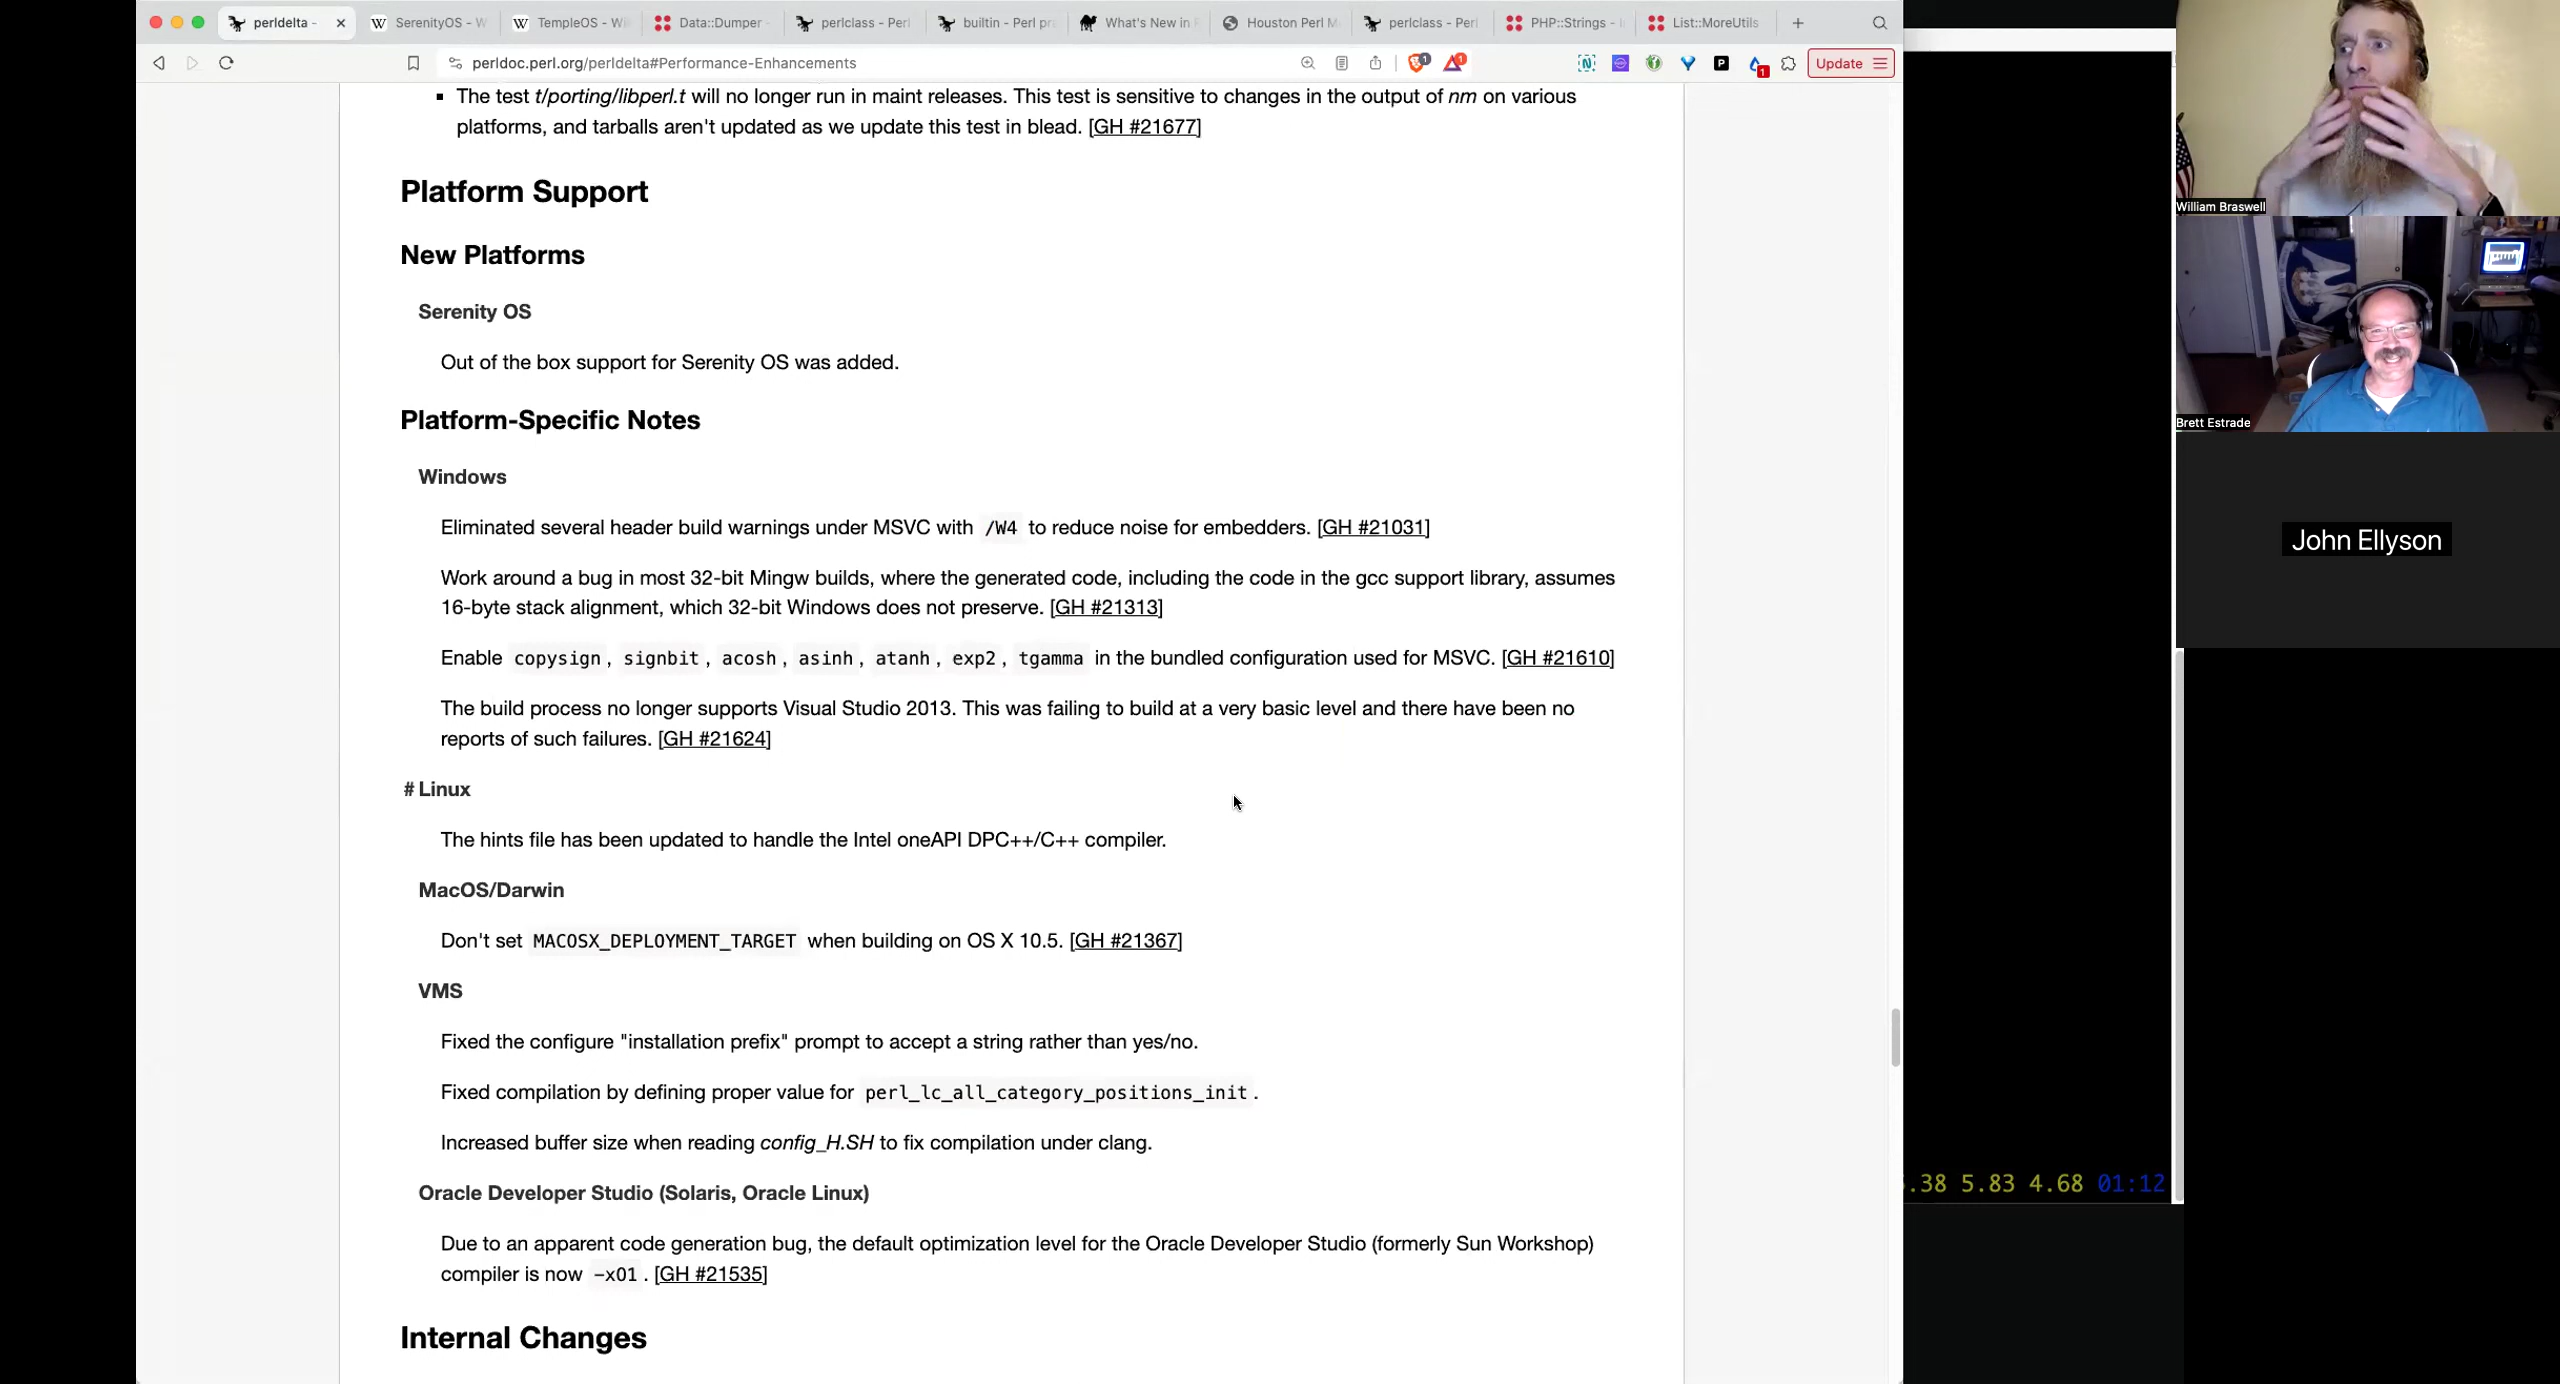 perldelta -
SerenityOS - W
TempleOS - Wi
Data::Dumper -
perlclass - Perl
builtin - Perl pr
What's New in P
Houston Perl M
perlclass - Perl
PHP::Strings - I
List::MoreUtils
perldoc.perl.org/perldelta#Performance-Enhancements
1
1
N
P
1
Update
The test t/porting/libperl.t will no longer run in maint releases. This test is sensitive to changes in the output of nm on various
platforms, and tarballs aren't updated as we update this test in blead. [GH #21677]
Platform Support
New Platforms
Serenity OS
Out of the box support for Serenity OS was added.
Platform-Specific Notes
Windows
Eliminated several header build warnings under MSVC with /W4 to reduce noise for embedders. [GH #21031]
Work around a bug in most 32-bit Mingw builds, where the generated code, including the code in the gcc support library, assumes
16-byte stack alignment, which 32-bit Windows does not preserve. [GH #21313]
Enable copysign, signbit, acosh, asinh, atanh, exp2, tgamma in the bundled configuration used for MSVC. [GH #21610]
The build process no longer supports Visual Studio 2013. This was failing to build at a very basic level and there have been no
reports of such failures. [GH #21624]
# Linux
The hints file has been updated to handle the Intel oneAPI DPC++/C++ compiler.
MacOS/Darwin
Don't set MACOSX_DEPLOYMENT_TARGET when building on OS X 10.5. [GH #21367]
VMS
Fixed the configure "installation prefix" prompt to accept a string rather than yes/no.
Fixed compilation by defining proper value for perl_lc_all_category_positions_init.
Increased buffer size when reading config_H.SH to fix compilation under clang.
Oracle Developer Studio (Solaris, Oracle Linux)
Due to an apparent code generation bug, the default optimization level for the Oracle Developer Studio (formerly Sun Workshop)
compiler is now -xO1. [GH #21535]
Internal Changes
William Braswell
Brett Estrade
John Ellyson
.38 5.83 4.68 01:12